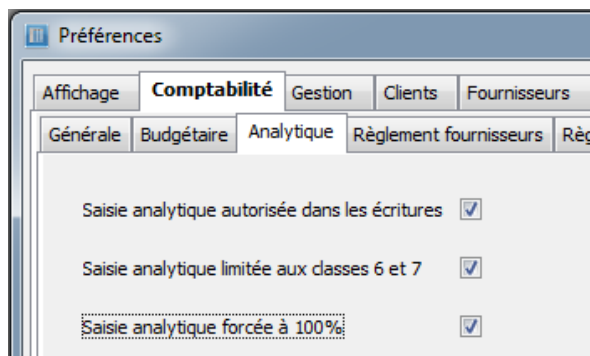 Préférences
Affichage Comptabilité Gestion Clients Fournisseurs
Générale Budgétaire Analytique Règlement fournisseurs
Saisie analytique autorisée dans les écritures
Saisie analytique limitée aux classes 6 et 7
Saisie analytique forcée à 100%